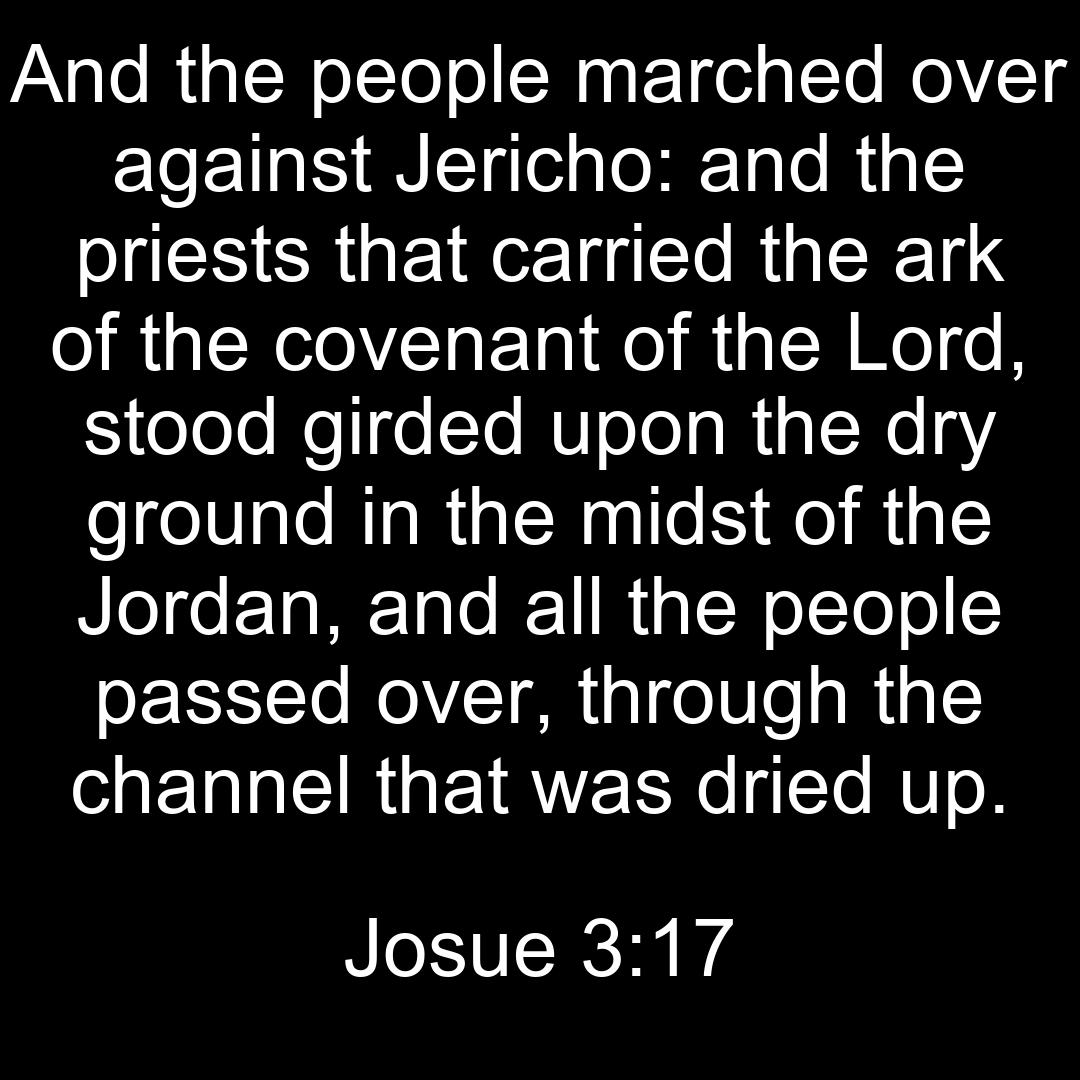 And the people marched over
against Jericho: and the
priests that carried the ark
of the covenant of the Lord,
stood girded upon the dry
ground in the midst of the
Jordan, and all the people
passed over, through the
channel that was dried up.
Josue 3:17